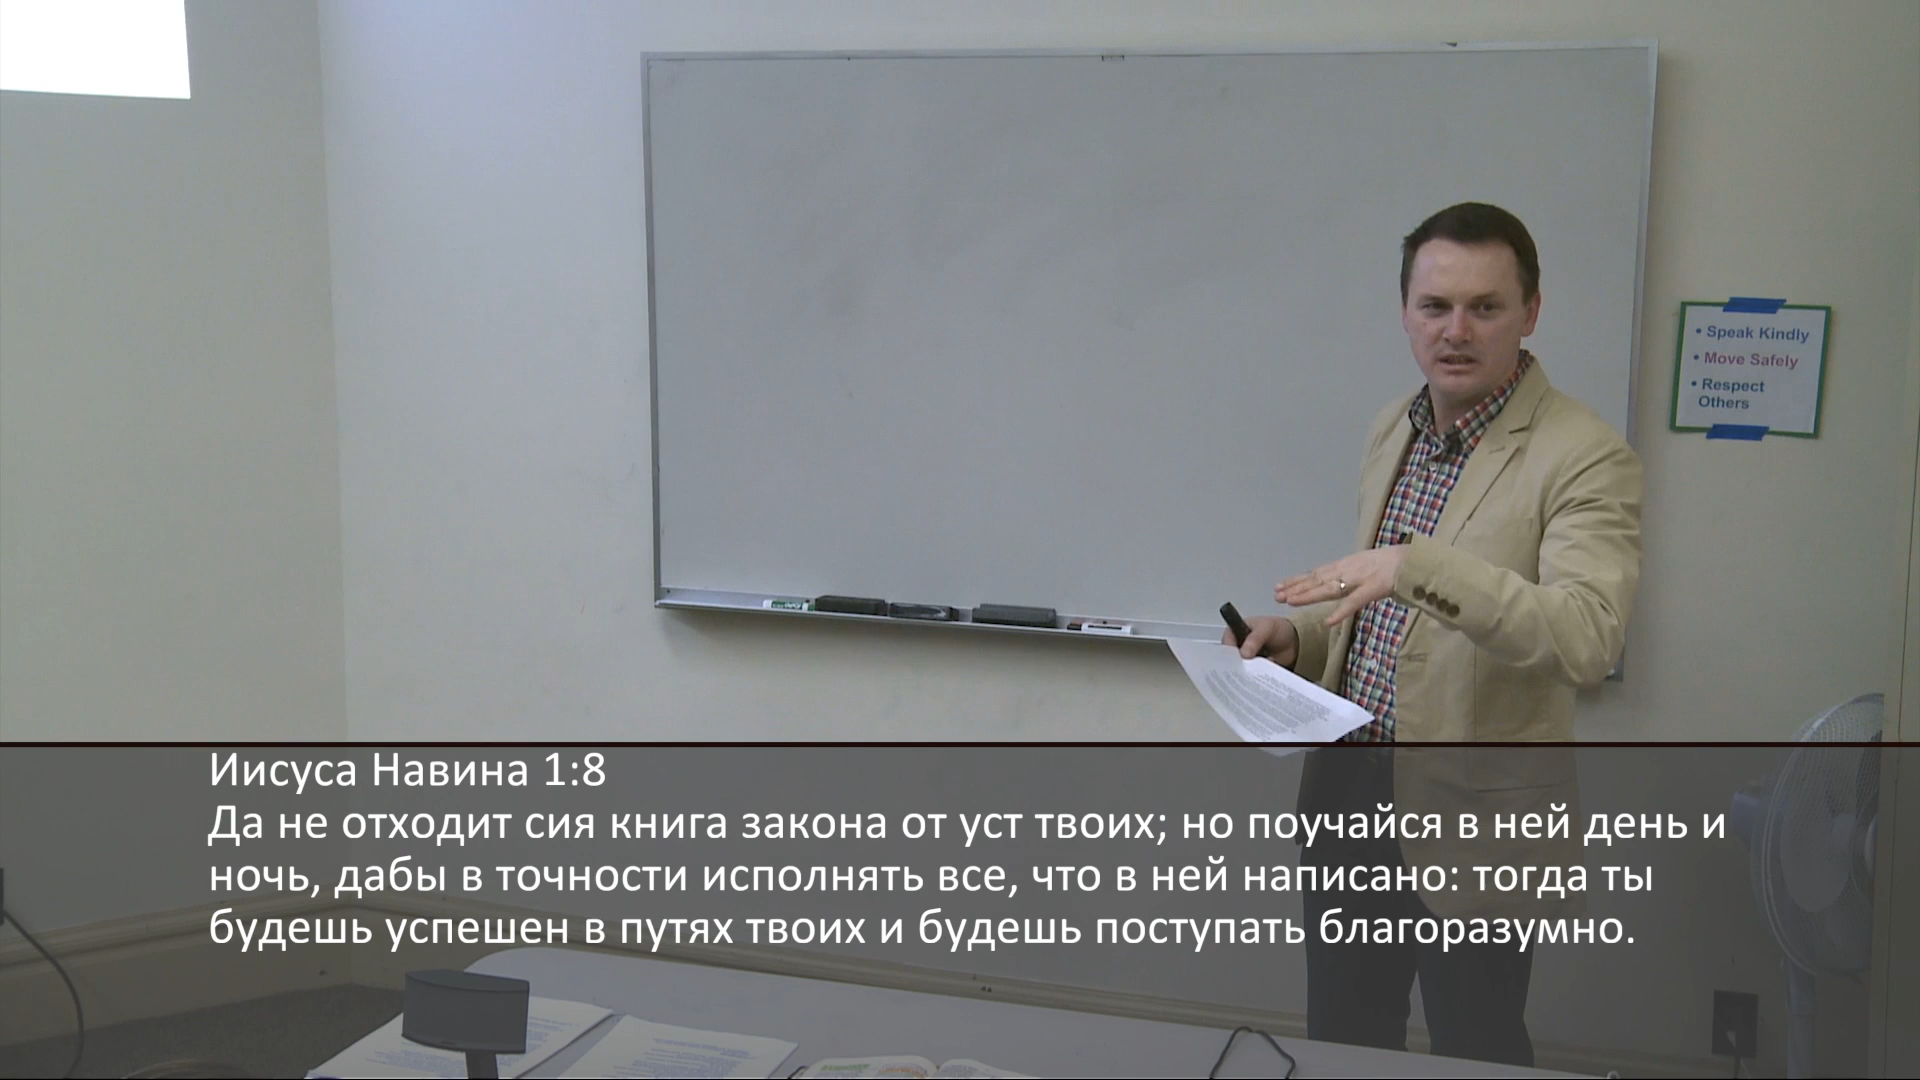 • Speak Kindly
• Move Safely
• Respect
Others
Иисуса Навина 1:8
Да не отходит сия книга закона от уст твоих; но поучайся в ней день и
ночь, дабы в точности исполнять все, что в ней написано: тогда ты
будешь успешен в путях твоих и будешь поступать благоразумно.